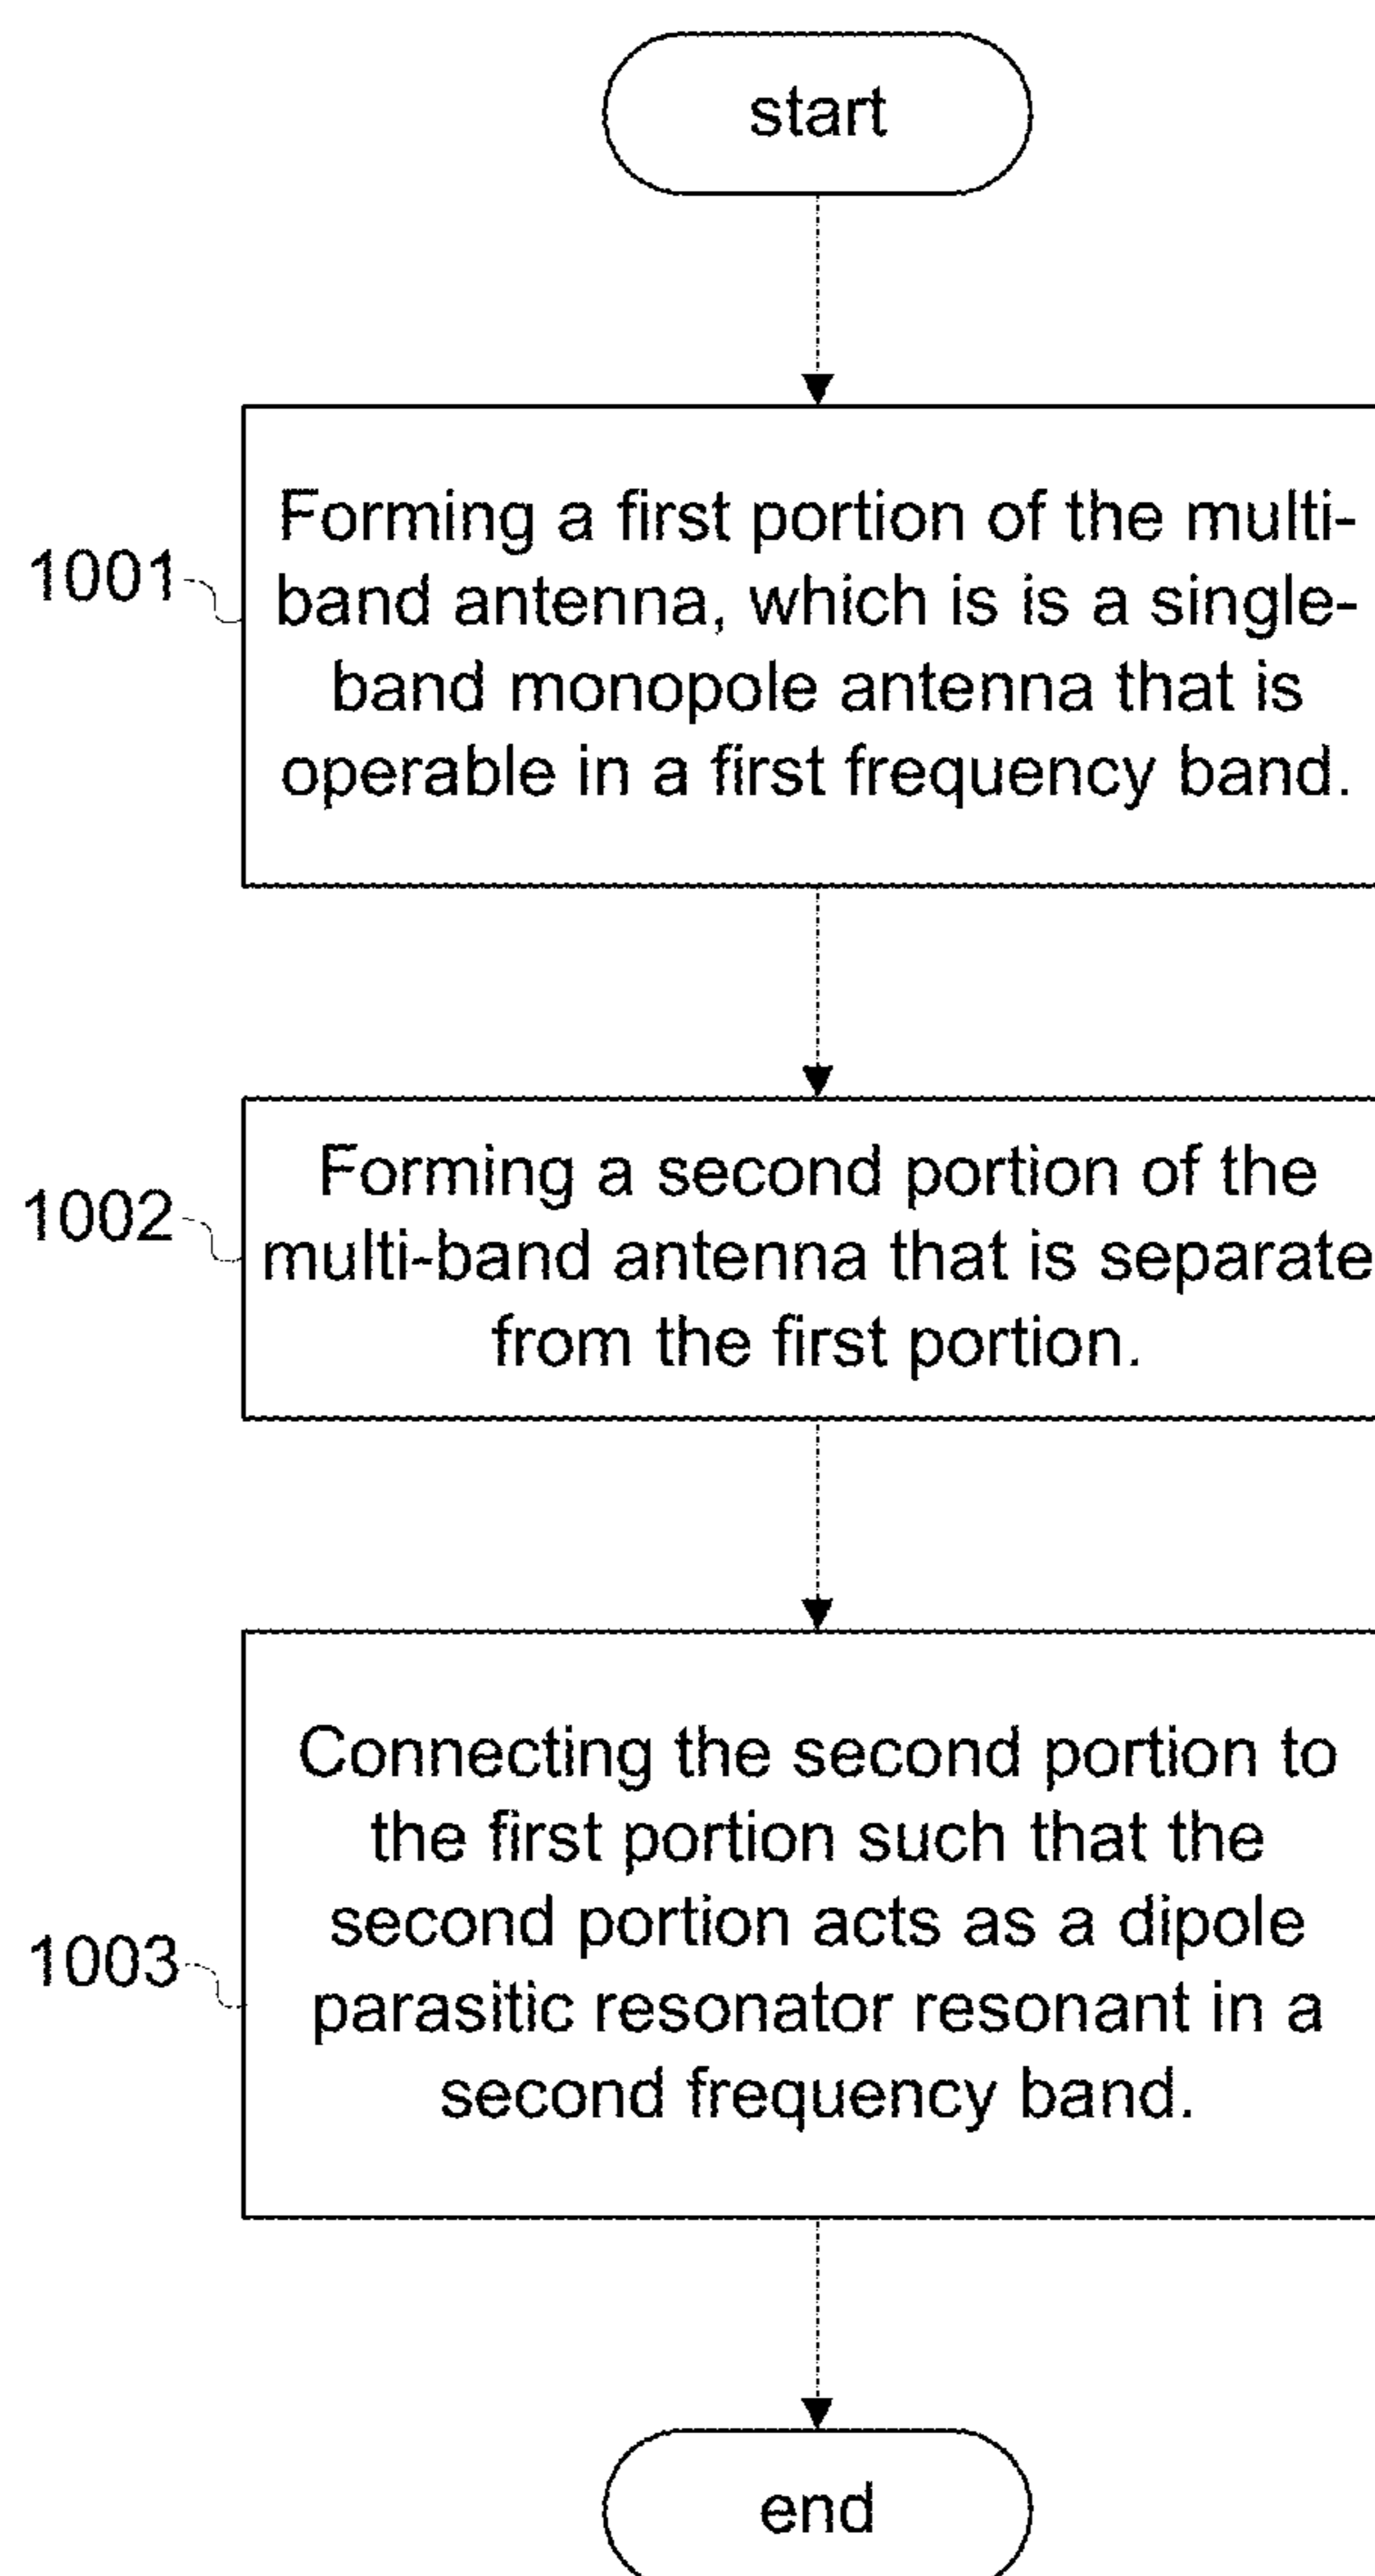 start
1001
Forming a first portion of the multi-
band antenna, which is is a single-
band monopole antenna that is
operable in a first frequency band.
1002
Forming a second portion of the
multi-band antenna that is separate
from the first portion.
1003
Connecting the second portion to
the first portion such that the
second portion acts as a dipole
parasitic resonator resonant in a
second frequency band.
end